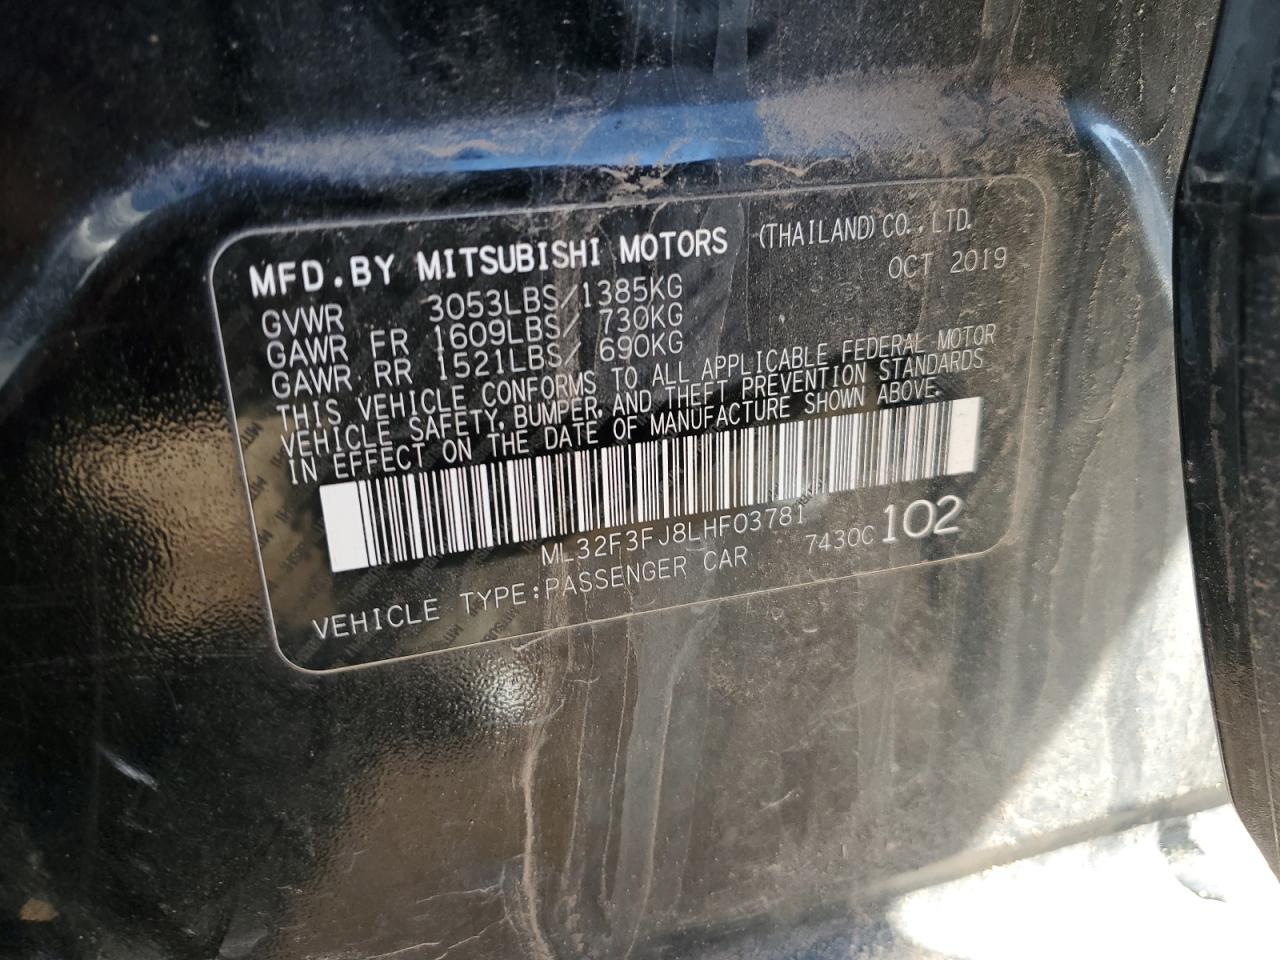 MFD.BY MITSUBISHI MOTORS (THAILAND) CO., LTD.
OCT 2019
GVWR 3053LBS/1385KG
GAWR FR 1609LBS/ 730KG
GAWR RR 1521LBS/ 690KG
THIS VEHICLE CONFORMS TO ALL APPLICABLE FEDERAL MOTOR
VEHICLE SAFETY, BUMPER, AND THEFT PREVENTION STANDARDS
IN EFFECT ON THE DATE OF MANUFACTURE SHOWN ABOVE.
ML32F3FJ8LHF03781
VEHICLE TYPE:PASSENGER CAR 7430C 102